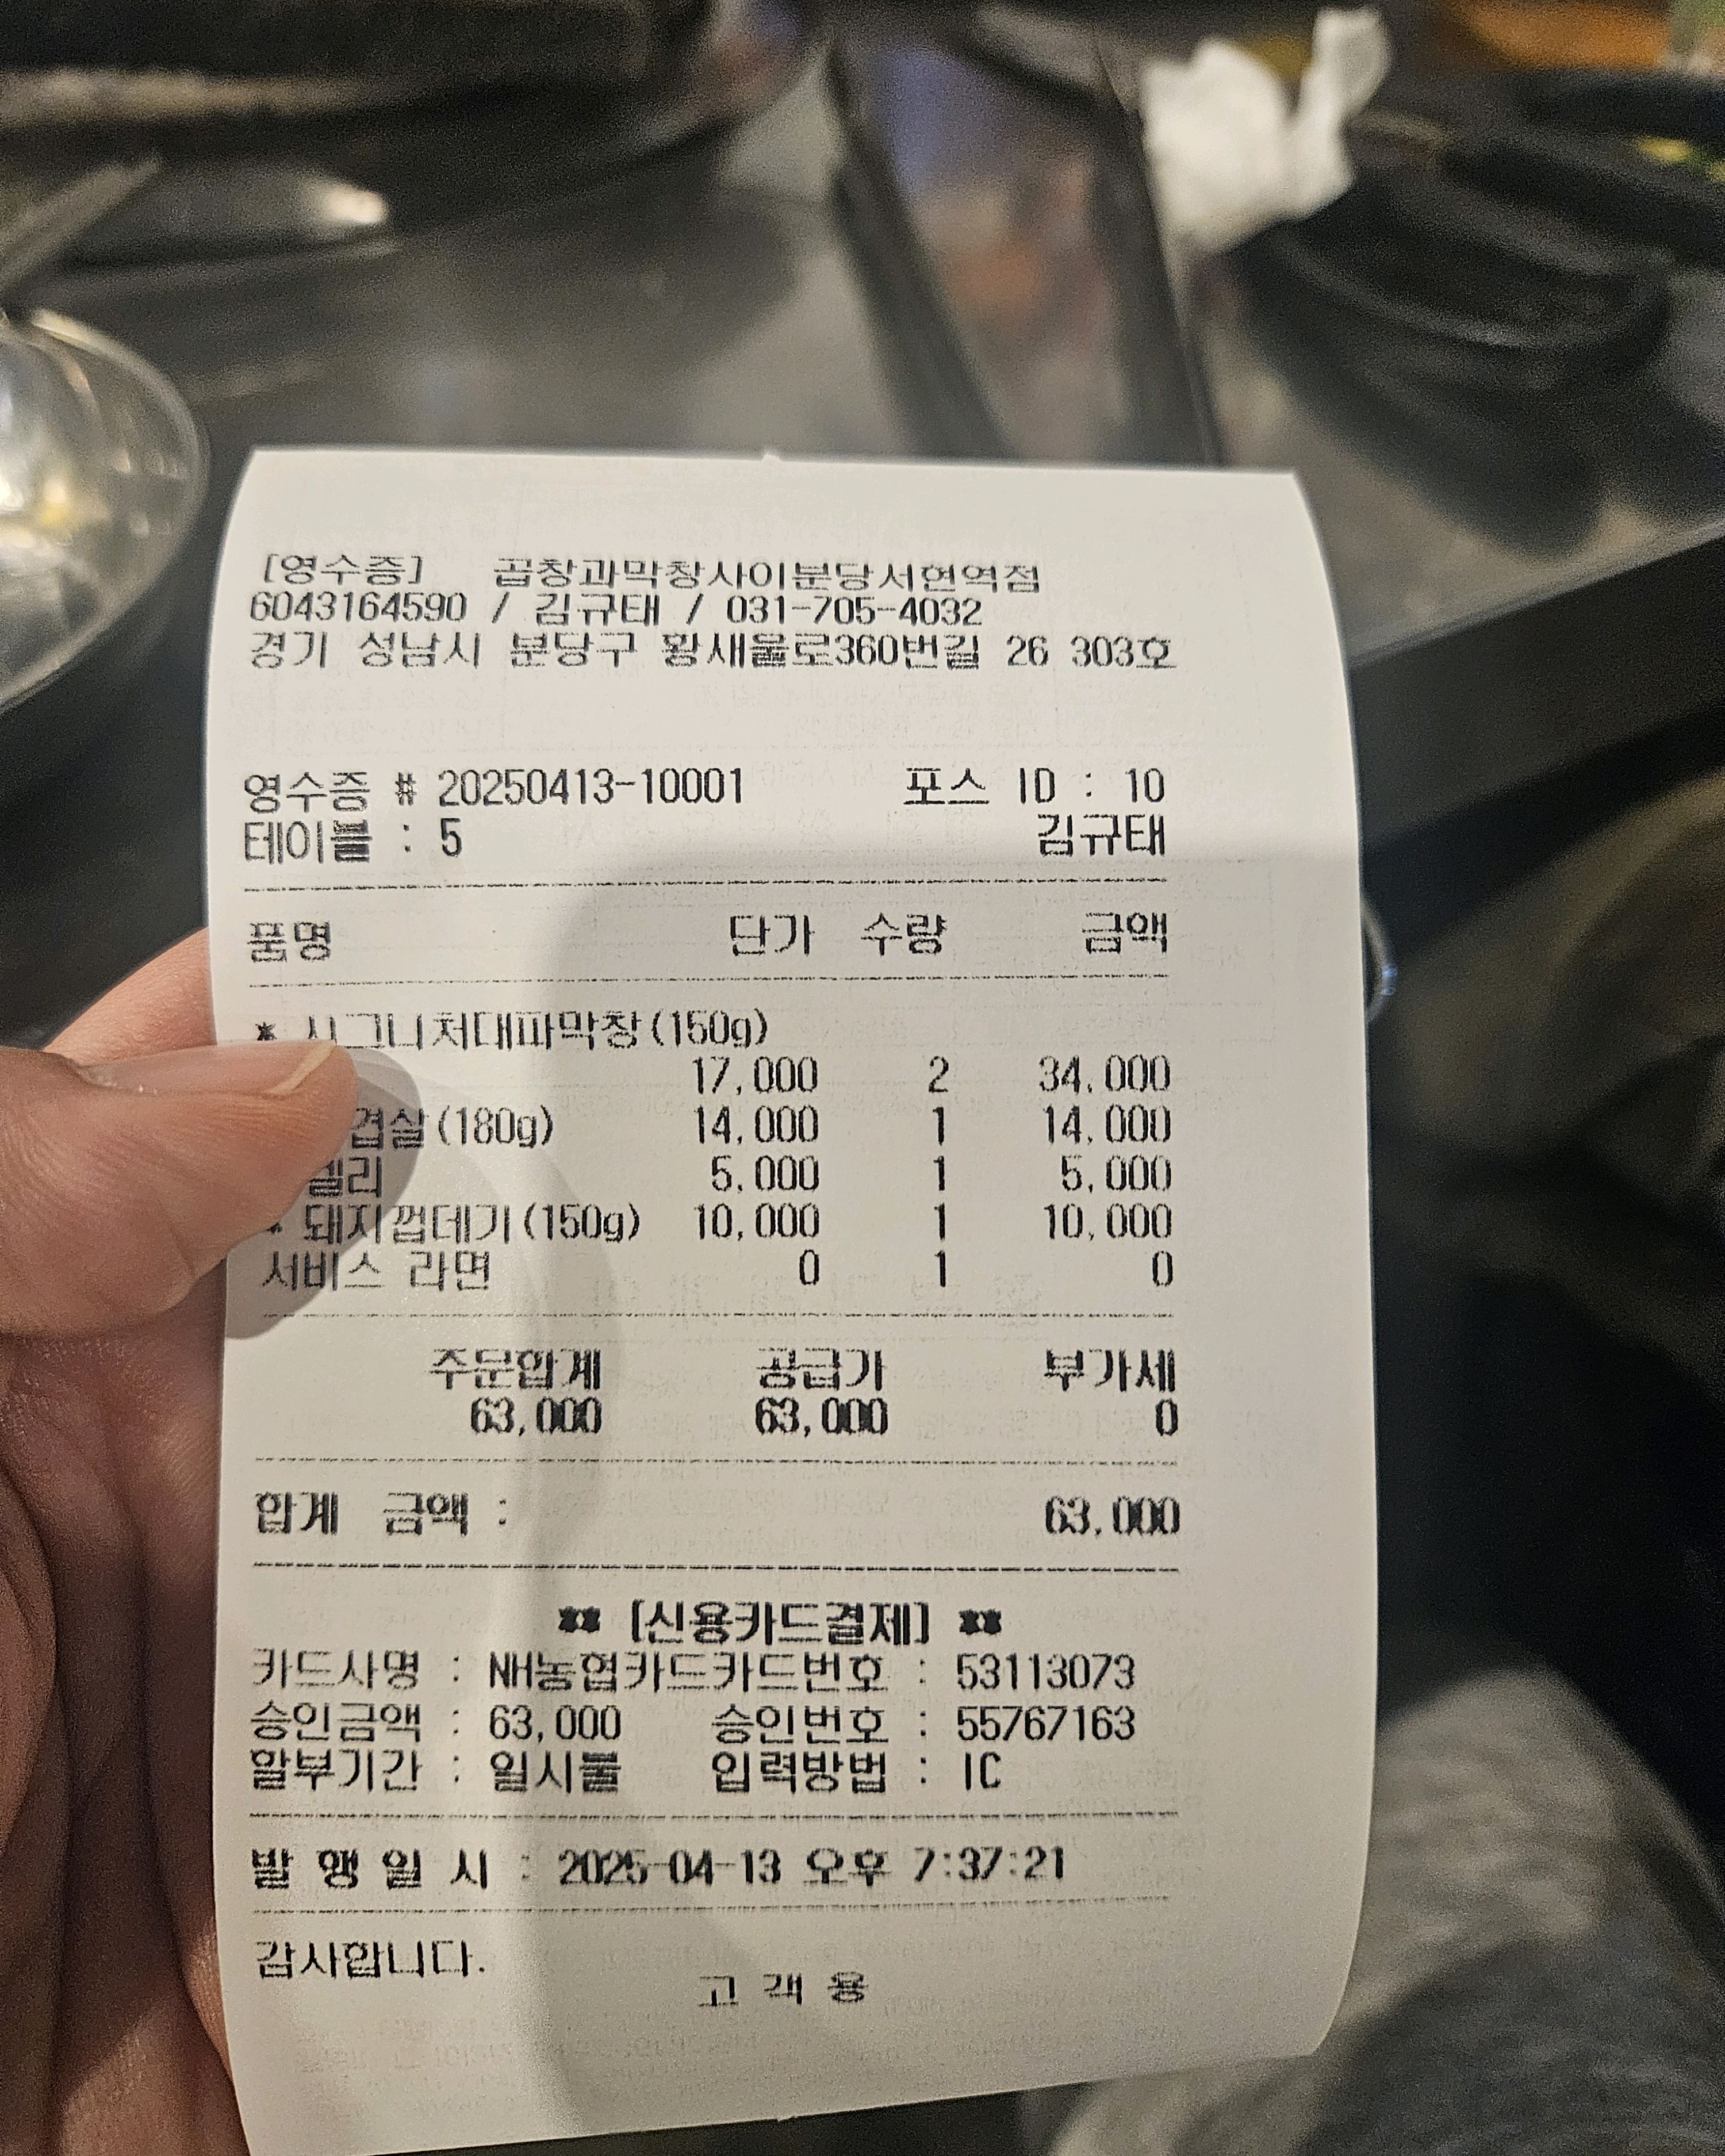 [영수증] 곱창과막창사이분당서현역점
6043164590 / 김규태 / 031-705-4032
경기 성남시 분당구 황새울로360번길 26 303호
영수증 # 20250413-10001 포스 ID : 10
테이블 : 5 김규태
품명 단가 수량 금액
* 시그니처대파막창(150g)
17,000 2 34,000
겹살(180g) 14,000 1 14,000
켈리 5,000 1 5,000
* 돼지껍데기(150g) 10,000 1 10,000
서비스 라면 0 1 0
주문합계 공급가 부가세
63,000 63,000 0
합계 금액 : 63,000
** [신용카드결제] **
카드사명 : NH농협카드카드번호 : 53113073
승인금액 : 63,000 승인번호 : 55767163
할부기간 : 일시불 입력방법 : IC
발 행 일 시 : 2025-04-13 오후 7:37:21
감사합니다.
고 객 용